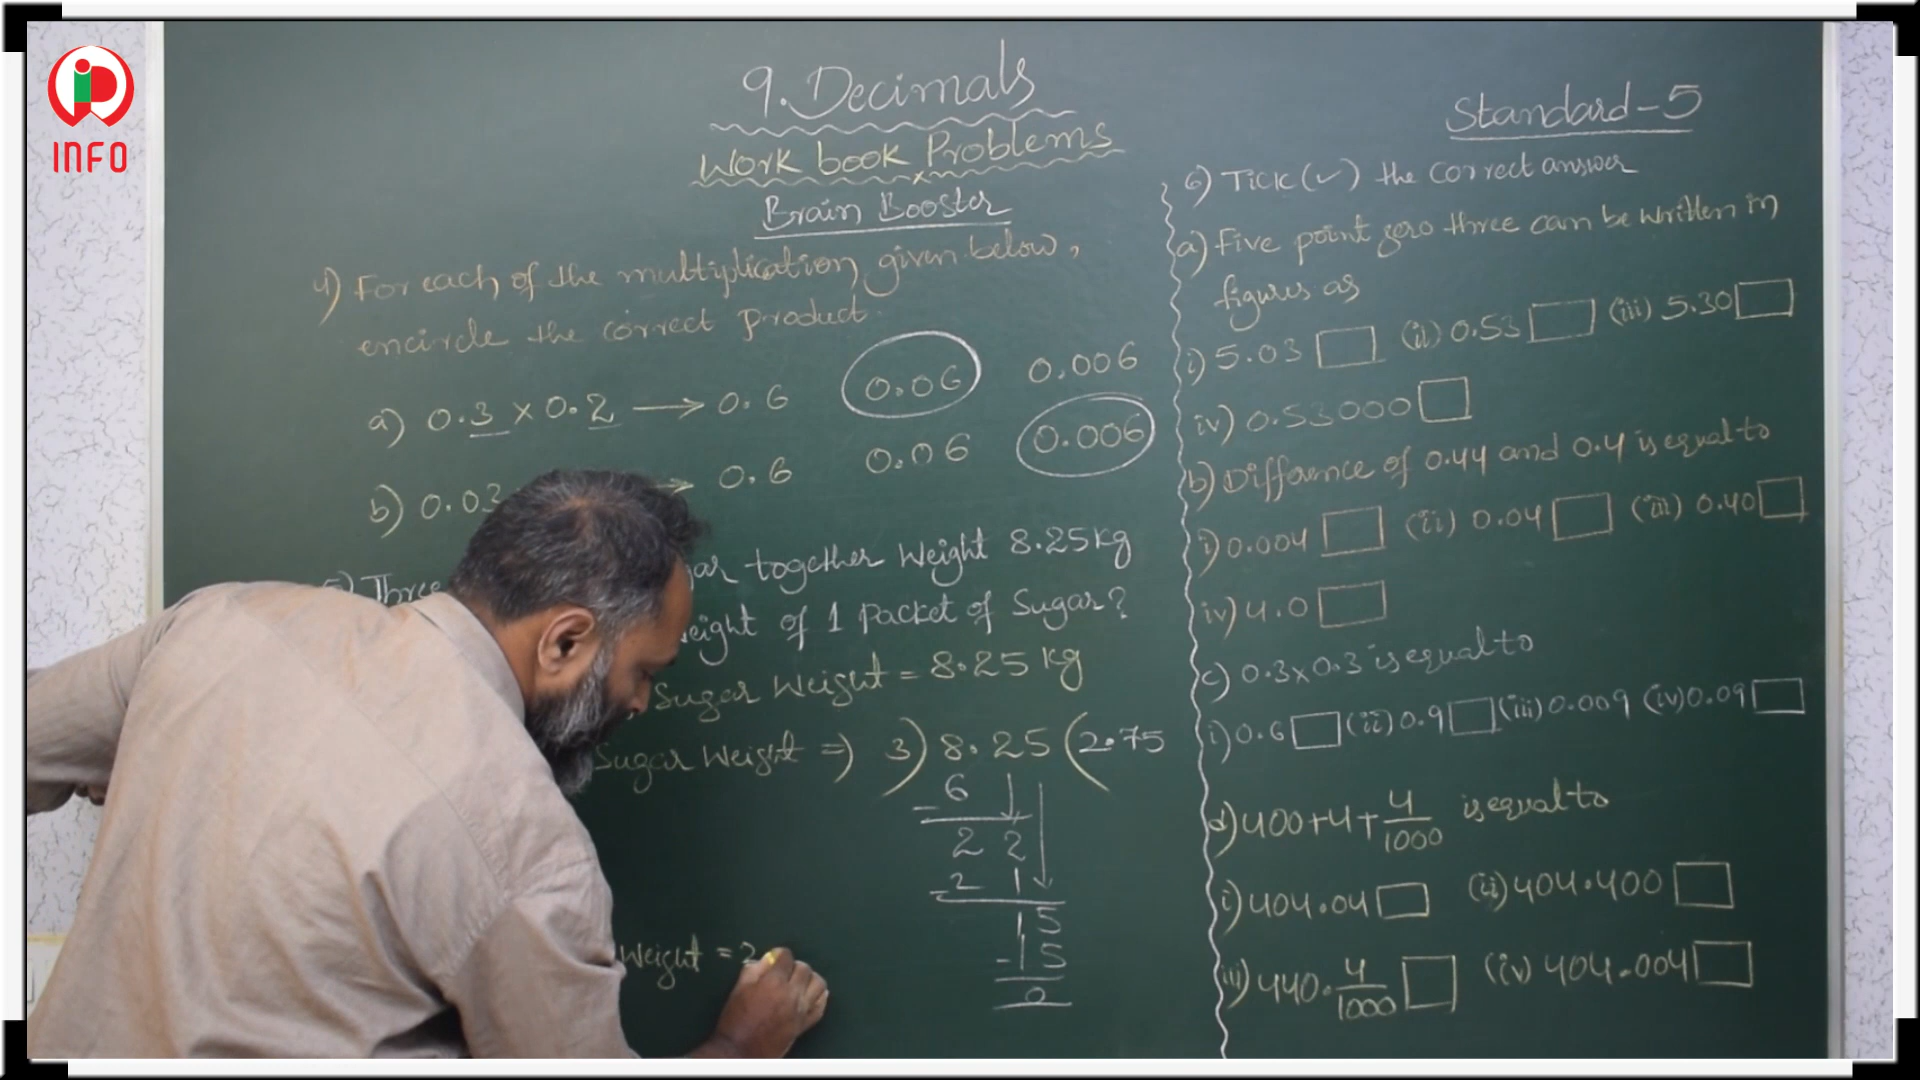 INFO
9. Decimals
Work book Problems
Brain Booster
4) For each of the multiplication given below,
encircle the correct product.
a) 0.3 × 0.2 → 0.6 0.06 0.006
b) 0.03 → 0.6 0.06 0.006
5) Three together weight 8.25kg
of 1 packet of Sugar?
Sugar Weight = 8.25 kg
Sugar Weight ⇒ 3) 8.25 (2.75
- 6
2 2
- 2 1
15
-15
0
Weight = 2
Standard-5
6) Tick (✓) the correct answer
a) Five point zero three can be written in
figures as
i) 5.03 (ii) 0.53 (iii) 5.30
iv) 0.53000
b) Difference of 0.44 and 0.4 is equal to
i) 0.004 (ii) 0.04 (iii) 0.40
iv) 4.0
c) 0.3×0.3 is equal to
i) 0.6 (ii) 0.9 (iii) 0.009 (iv) 0.09
d) 400+4+4/1000 is equal to
i) 404.04 (ii) 404.400
iii) 440.4/1000 (iv) 404.004